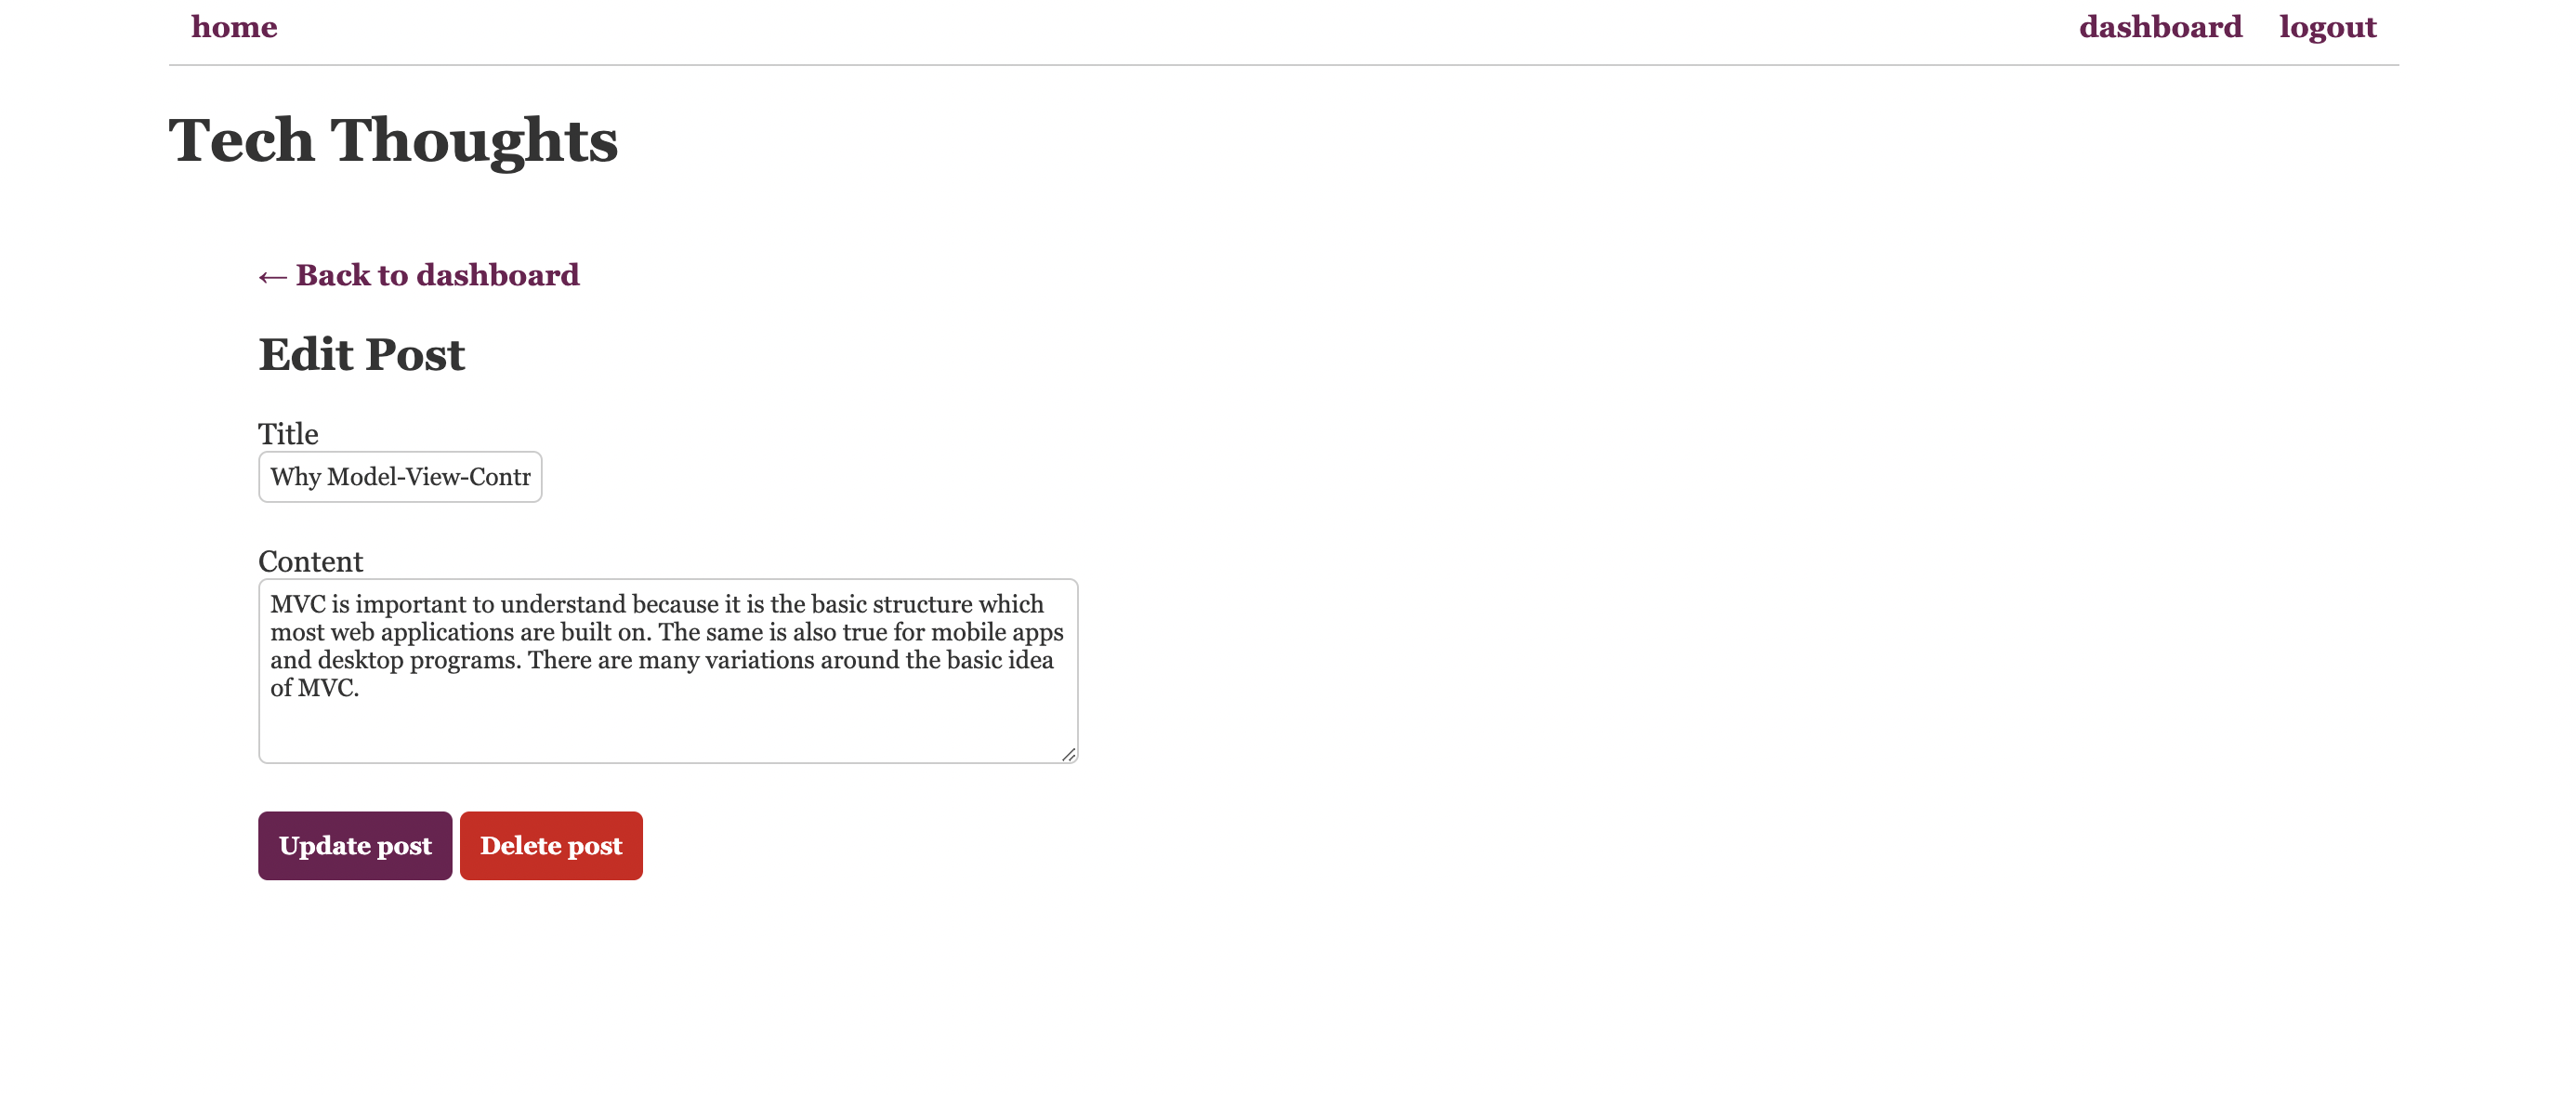 home
dashboard
logout
Tech Thoughts
← Back to dashboard
Edit Post
Title
Why Model-View-Contr
Content
MVC is important to understand because it is the basic structure which
most web applications are built on. The same is also true for mobile apps
and desktop programs. There are many variations around the basic idea
of MVC.
Update post
Delete post